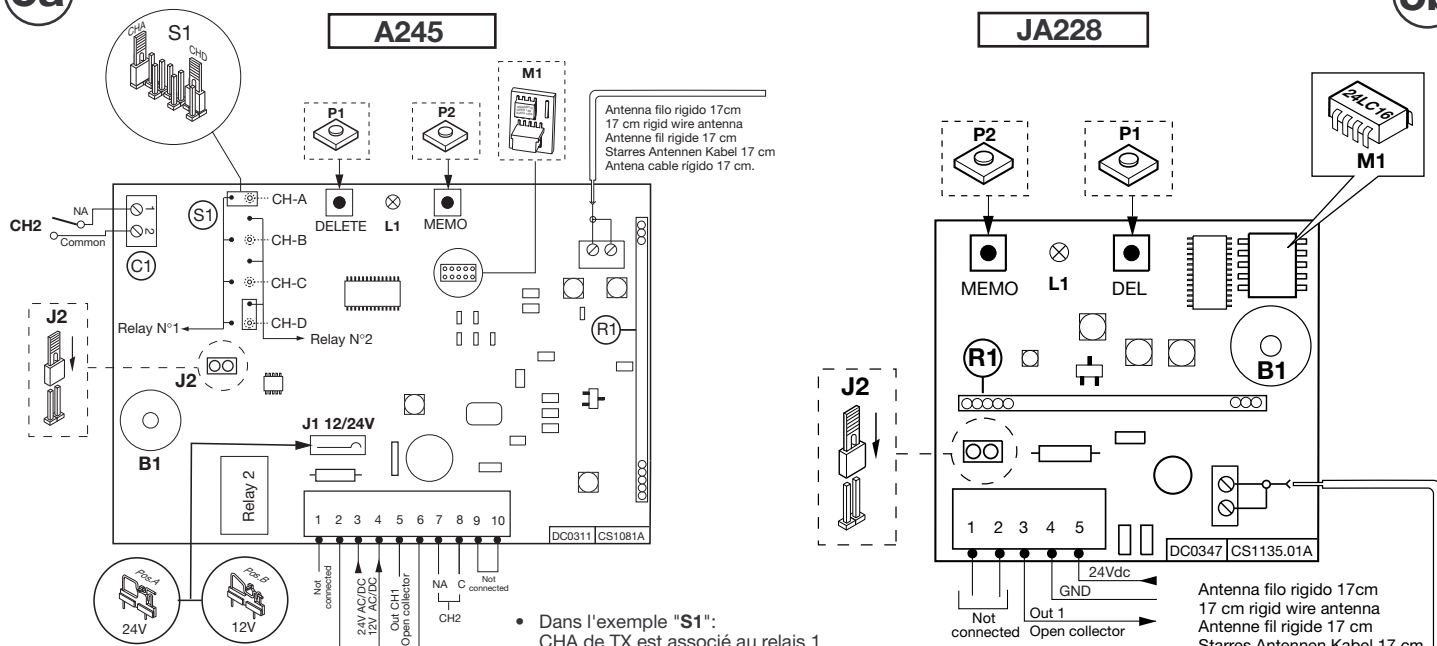 A245
S1
CHA
CHD
P1
P2
M1
Antenna filo rigido 17cm
17 cm rigid wire antenna
Antenne fil rigide 17 cm
Starres Antennen Kabel 17 cm
Antena cable rígido 17 cm.
NA
CH2
Common
1
2
C1
S1
CH-A
CH-B
CH-C
CH-D
DELETE
L1
MEMO
Relay N°1
Relay N°2
R1
J2
J2
B1
J1 12/24V
Relay 2
1 2 3 4 5 6 7 8 9 10
DC0311 CS1081A
Pos.A
24V
Pos.B
12V
Not
connected
24V AC/DC
12V AC/DC
Out CH1
Open collector
NA C
CH2
Not
connected
• Dans l'exemple "S1":
CHA de TX est associé au relais 1
JA228
P2
P1
24LC16
M1
MEMO
L1
DEL
R1
B1
J2
1 2 3 4 5
DC0347 CS1135.01A
Not
connected
24Vdc
GND
Out 1
Open collector
Antenna filo rigido 17cm
17 cm rigid wire antenna
Antenne fil rigide 17 cm
Starres Antennen Kabel 17 cm